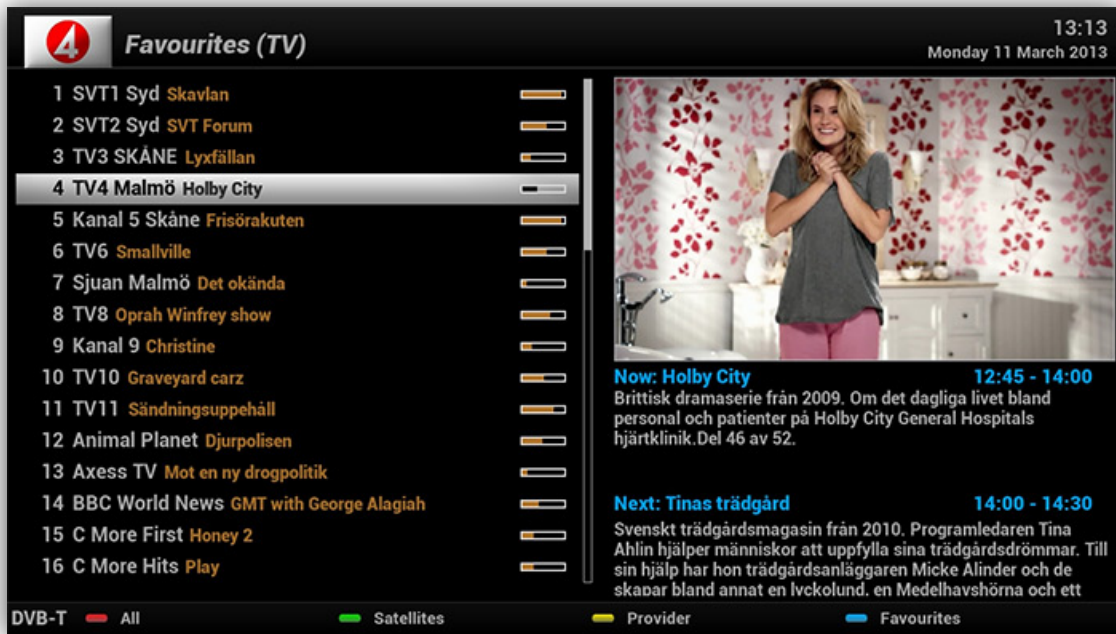 4
Favourites (TV)
13:13
Monday 11 March 2013
1 SVT1 Syd Skavlan
2 SVT2 Syd SVT Forum
3 TV3 SKÅNE Lyxfällan
4 TV4 Malmö Holby City
5 Kanal 5 Skåne Frisörakuten
6 TV6 Smallville
7 Sjuan Malmö Det okända
8 TV8 Oprah Winfrey show
9 Kanal 9 Christine
10 TV10 Graveyard carz
11 TV11 Sändningsuppehåll
12 Animal Planet Djurpolisen
13 Axess TV Mot en ny drogpolitik
14 BBC World News GMT with George Alagiah
15 C More First Honey 2
16 C More Hits Play
Now: Holby City 12:45 - 14:00
Brittisk dramaserie från 2009. Om det dagliga livet bland
personal och patienter på Holby City General Hospitals
hjärtklinik.Del 46 av 52.
Next: Tinas trädgård 14:00 - 14:30
Svenskt trädgårdsmagasin från 2010. Programledaren Tina
Ahlin hjälper människor att uppfylla sina trädgårdsdrömmar. Till
sin hjälp har hon trädgårdsanläggaren Micke Alinder och de
skapar bland annat en lyckolund, en Medelhavshörna och ett
DVB-T All Satellites Provider Favourites